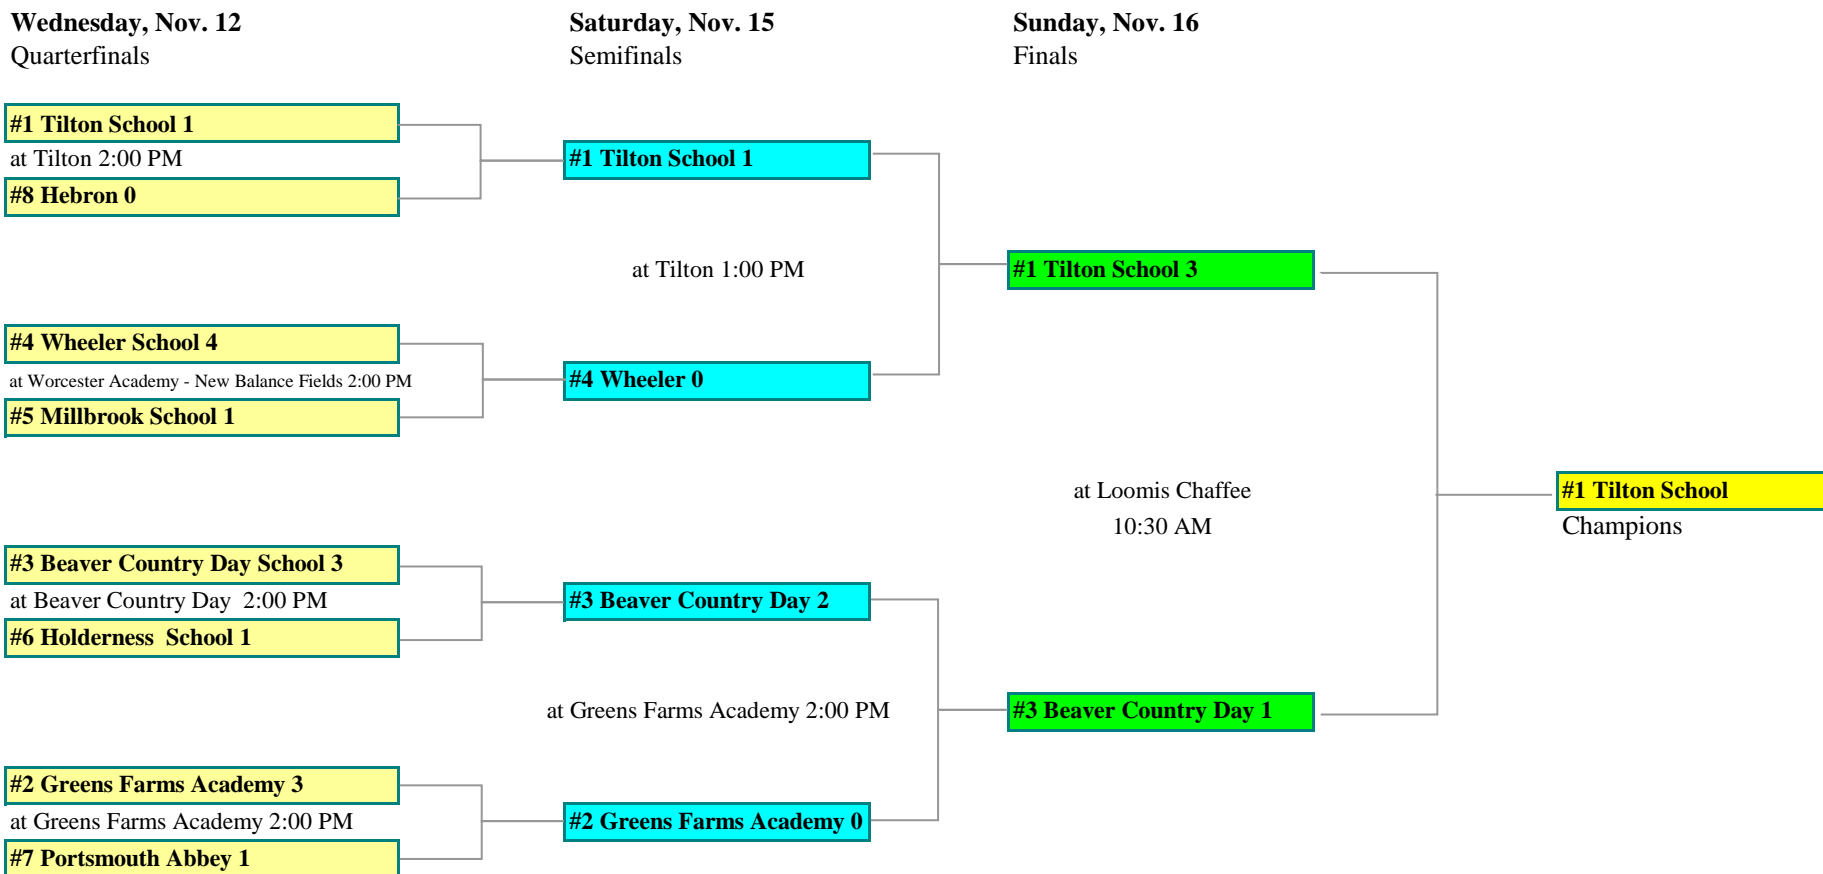 Wednesday, Nov. 12
Quarterfinals
Saturday, Nov. 15
Semifinals
Sunday, Nov. 16
Finals
#1 Tilton School 1
at Tilton 2:00 PM
#8 Hebron 0
#1 Tilton School 1
at Tilton 1:00 PM
#1 Tilton School 3
#4 Wheeler School 4
at Worcester Academy - New Balance Fields 2:00 PM
#5 Millbrook School 1
#4 Wheeler 0
at Loomis Chaffee
10:30 AM
#1 Tilton School
Champions
#3 Beaver Country Day School 3
at Beaver Country Day  2:00 PM
#6 Holderness  School 1
#3 Beaver Country Day 2
at Greens Farms Academy 2:00 PM
#3 Beaver Country Day 1
#2 Greens Farms Academy 3
at Greens Farms Academy 2:00 PM
#7 Portsmouth Abbey 1
#2 Greens Farms Academy 0